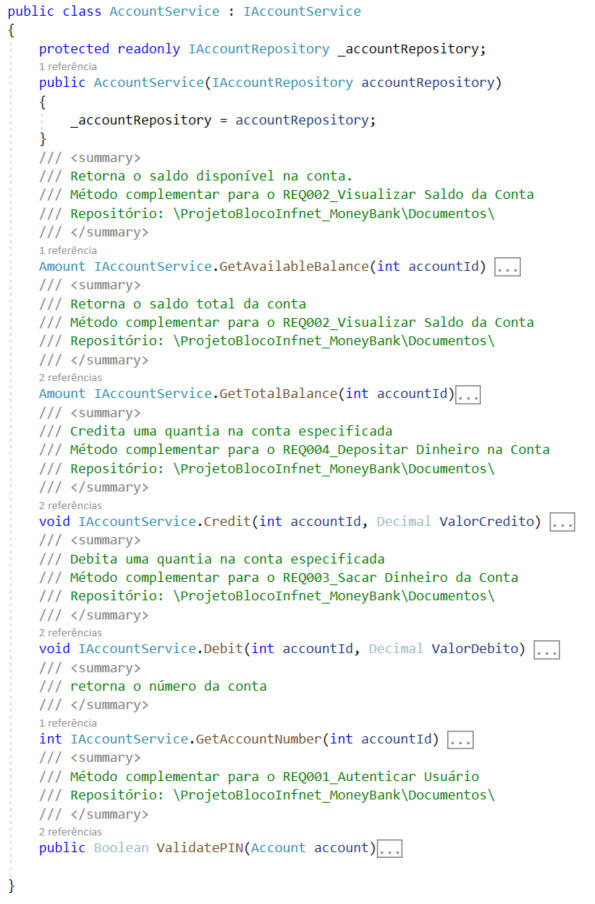 public class AccountService : IAccountService
{
protected readonly IAccountRepository _accountRepository;
1 referência
public AccountService(IAccountRepository accountRepository)
{
_accountRepository = accountRepository;
}
/// <summary>
/// Retorna o saldo disponível na conta.
/// Método complementar para o REQ002_Visualizar Saldo da Conta
/// Repositório: \ProjetoBlocoInfnet_MoneyBank\Documentos\
/// </summary>
1 referência
Amount IAccountService.GetAvailableBalance(int accountId) ...
/// <summary>
/// Retorna o saldo total da conta
/// Método complementar para o REQ002_Visualizar Saldo da Conta
/// Repositório: \ProjetoBlocoInfnet_MoneyBank\Documentos\
/// </summary>
2 referências
Amount IAccountService.GetTotalBalance(int accountId)...
/// <summary>
/// Credita uma quantia na conta especificada
/// Método complementar para o REQ004_Depositar Dinheiro na Conta
/// Repositório: \ProjetoBlocoInfnet_MoneyBank\Documentos\
/// </summary>
2 referências
void IAccountService.Credit(int accountId, Decimal ValorCredito) ...
/// <summary>
/// Debita uma quantia na conta especificada
/// Método complementar para o REQ003_Sacar Dinheiro da Conta
/// Repositório: \ProjetoBlocoInfnet_MoneyBank\Documentos\
/// </summary>
2 referências
void IAccountService.Debit(int accountId, Decimal ValorDebito) ...
/// <summary>
/// retorna o número da conta
/// </summary>
1 referência
int IAccountService.GetAccountNumber(int accountId) ...
/// <summary>
/// Método complementar para o REQ001_Autenticar Usuário
/// Repositório: \ProjetoBlocoInfnet_MoneyBank\Documentos\
/// </summary>
2 referências
public Boolean ValidatePIN(Account account)...
}